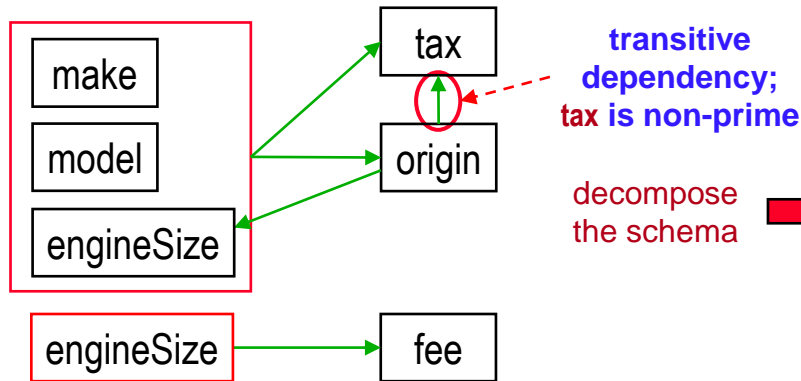 make
model
engineSize
tax
origin
transitive
dependency;
tax is non-prime
decompose
the schema
engineSize
fee